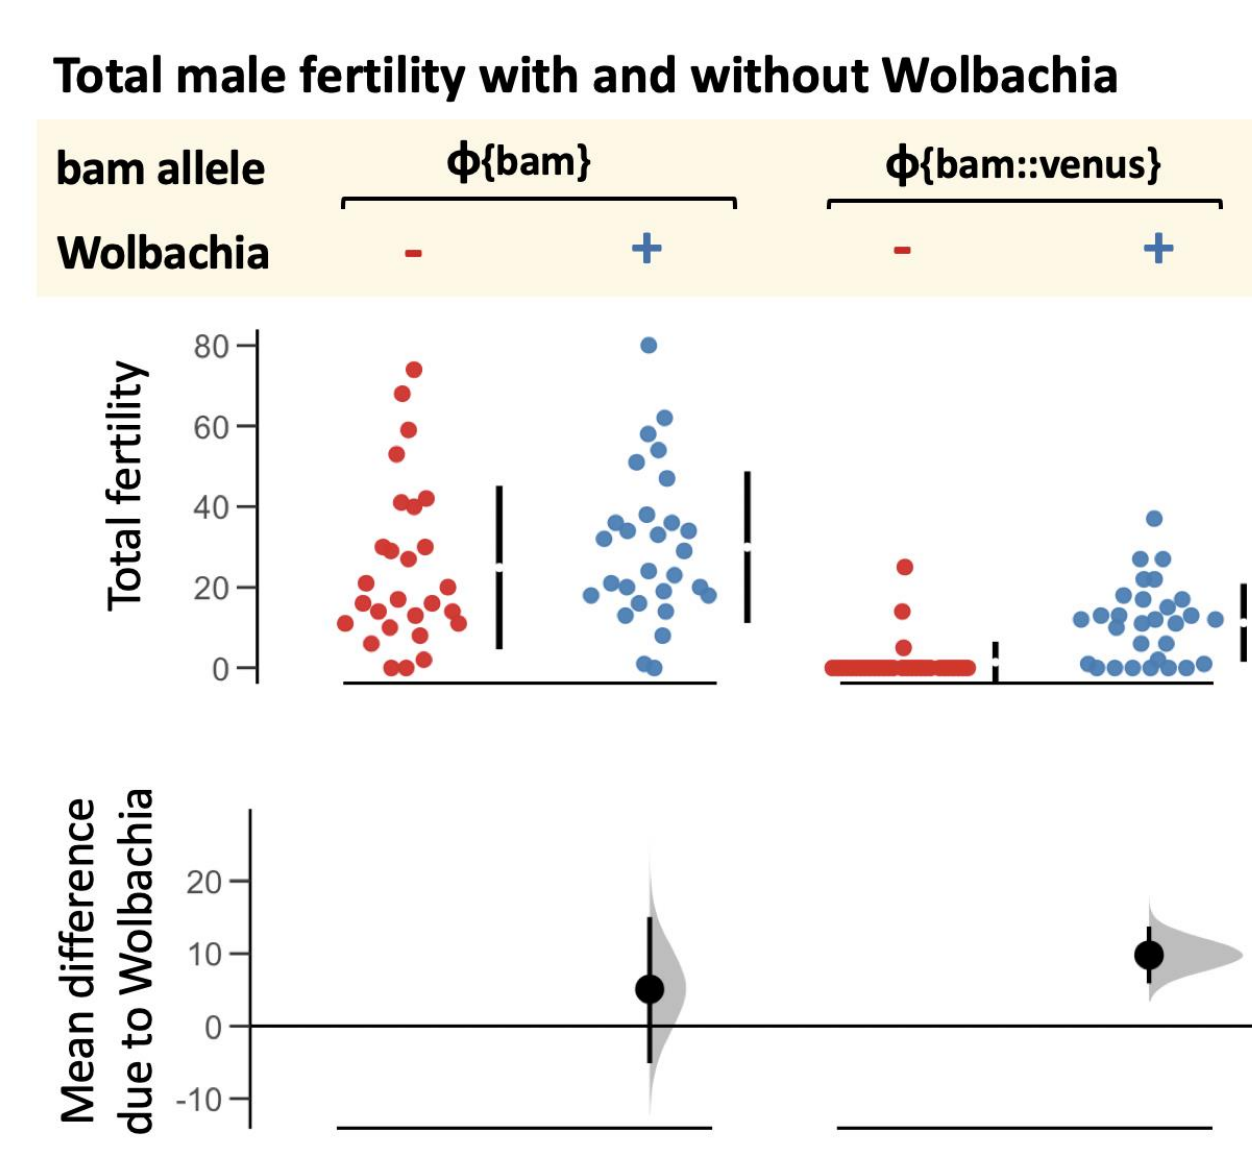 Total male fertility with and without Wolbachia
bam allele ϕ{bam} ϕ{bam::venus}
Wolbachia - + - +
Total fertility
80
60
40
20
0
Mean difference
due to Wolbachia
20
10
0
-10